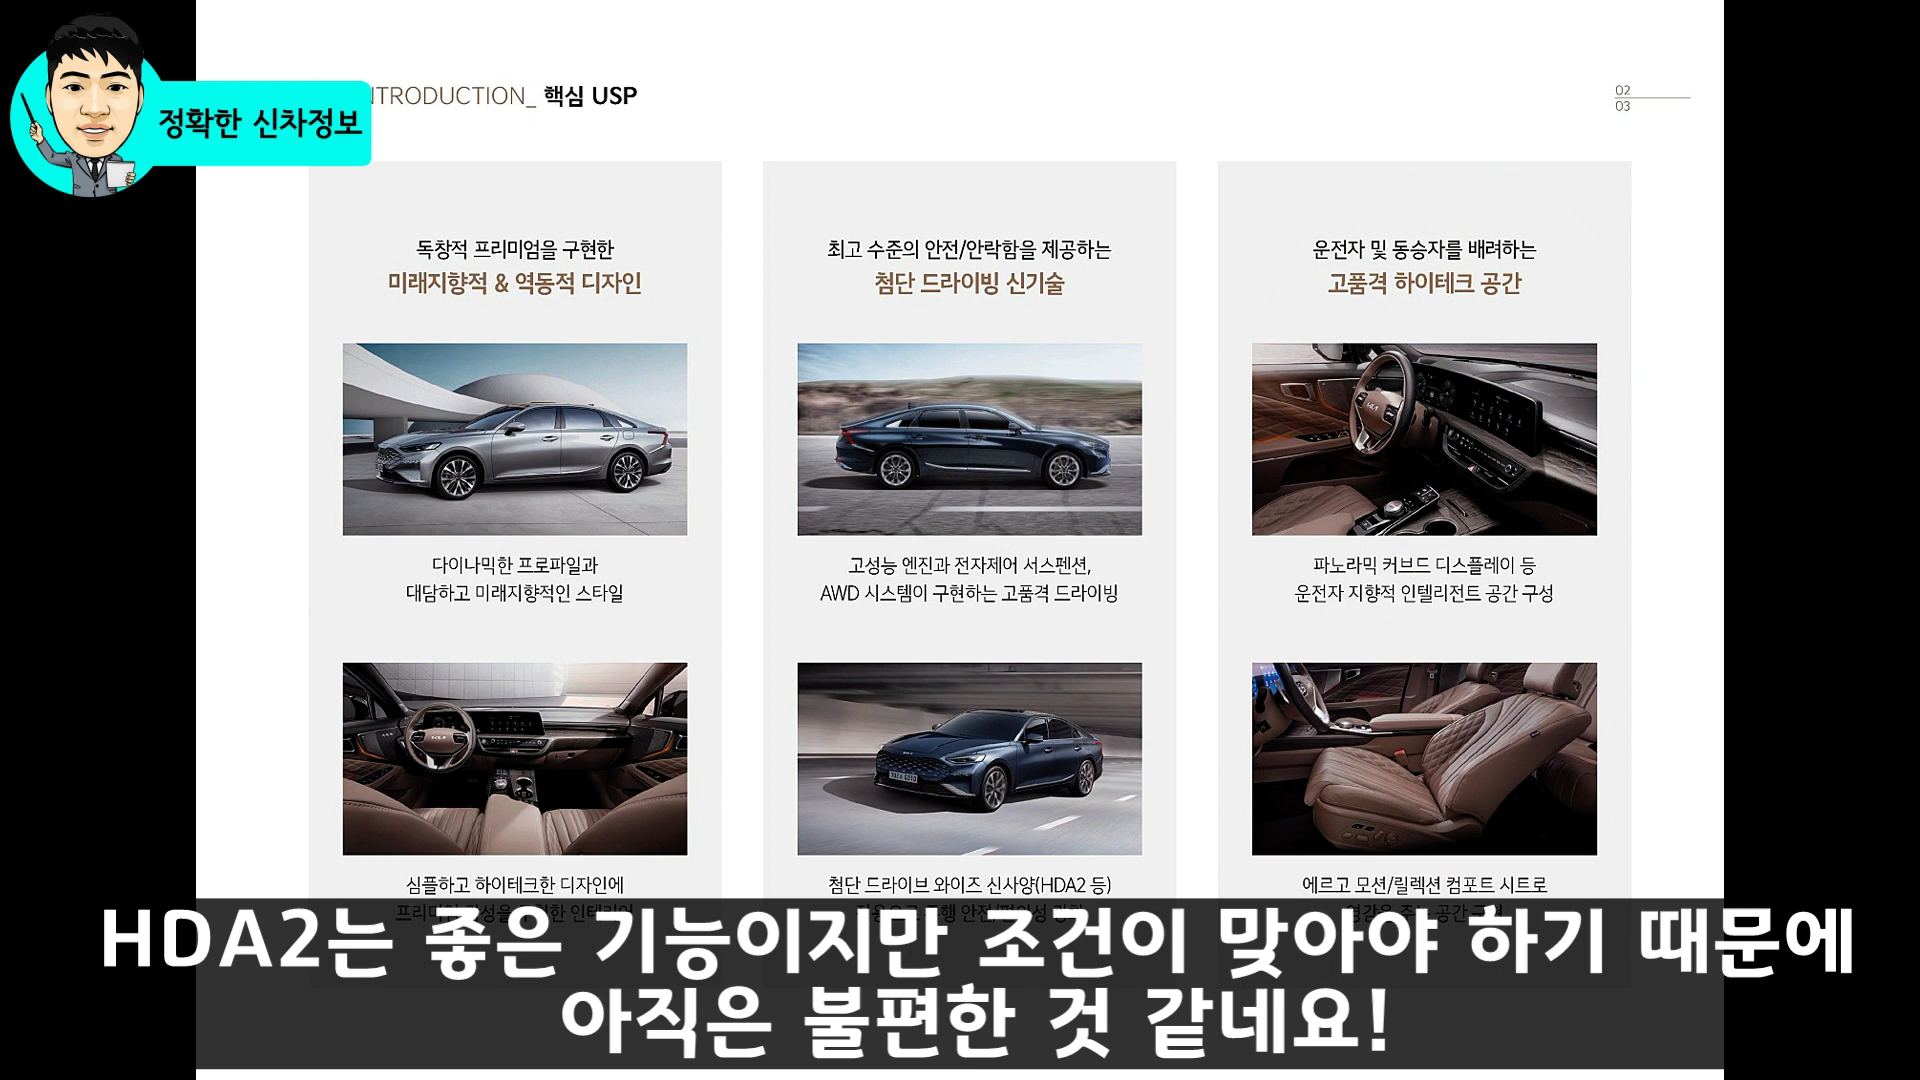 정확한 신차정보
NTRODUCTION_ 핵심 USP
02
03
독창적 프리미엄을 구현한
미래지향적 & 역동적 디자인
다이나믹한 프로파일과
대담하고 미래지향적인 스타일
심플하고 하이테크한 디자인에
최고 수준의 안전/안락함을 제공하는
첨단 드라이빙 신기술
고성능 엔진과 전자제어 서스펜션,
AWD 시스템이 구현하는 고품격 드라이빙
첨단 드라이브 와이즈 신사양(HDA2 등)
운전자 및 동승자를 배려하는
고품격 하이테크 공간
파노라믹 커브드 디스플레이 등
운전자 지향적 인텔리전트 공간 구성
에르고 모션/릴렉션 컴포트 시트로
HDA2는 좋은 기능이지만 조건이 맞아야 하기 때문에
아직은 불편한 것 같네요!